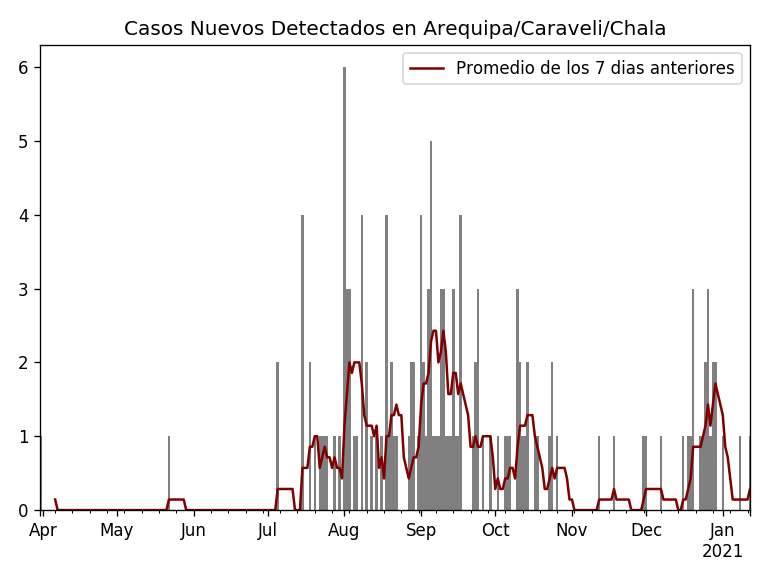 Casos Nuevos Detectados en Arequipa/Caraveli/Chala
Promedio de los 7 dias anteriores
6
5
4
3
2
1
0
Apr May Jun Jul Aug Sep Oct Nov Dec Jan
2021